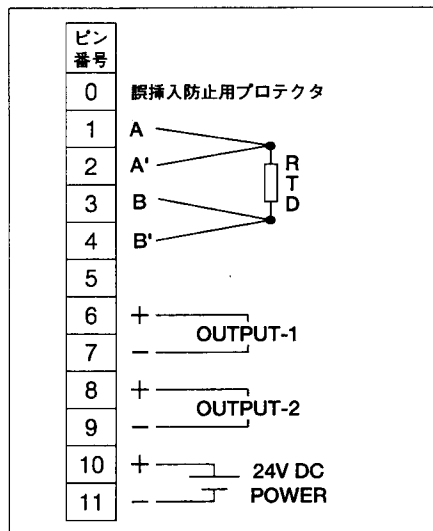 ピン
番号
0 誤挿入防止用プロテクタ
1 A
2 A'
RTD
3 B
4 B'
5
6 +
OUTPUT-1
7 −
8 +
OUTPUT-2
9 −
10 +
24V DC
POWER
11 −